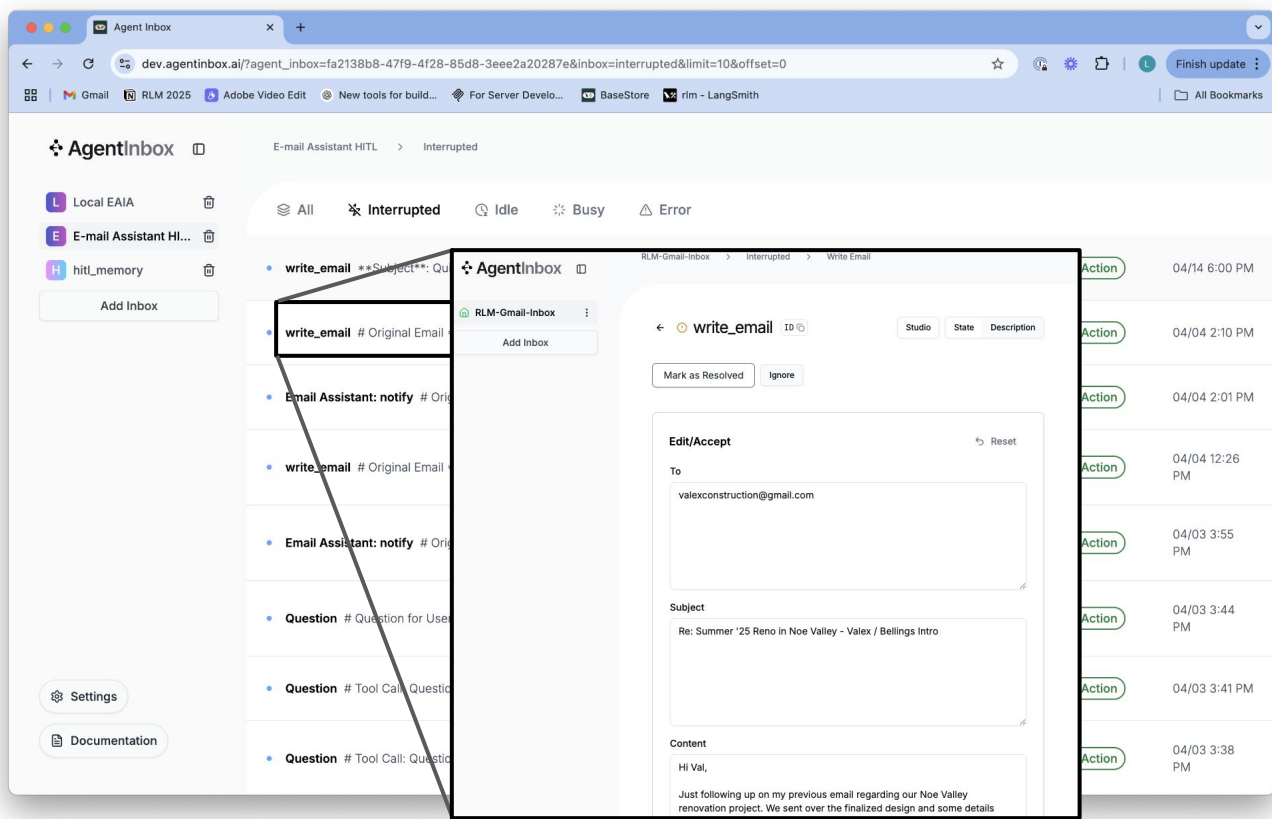 Agent Inbox
dev.agentinbox.ai/?agent_inbox=fa2138b8-47f9-4f28-85d8-3eee2a20287e&inbox=interrupted&limit=10&offset=0
L
Finish update
Gmail
RLM 2025
Adobe Video Edit
New tools for build...
For Server Develo...
BaseStore
rlm - LangSmith
All Bookmarks
AgentInbox
E-mail Assistant HITL > Interrupted
L Local EAIA
E E-mail Assistant HI...
H hitl_memory
Add Inbox
Settings
Documentation
All
Interrupted
Idle
Busy
Error
write_email **Subject**: Qu
Action
04/14 6:00 PM
write_email # Original Email
Action
04/04 2:10 PM
Email Assistant: notify # Orig
Action
04/04 2:01 PM
write_email # Original Email
Action
04/04 12:26
PM
Email Assistant: notify # Orig
Action
04/03 3:55
PM
Question # Question for User
Action
04/03 3:44
PM
Question # Tool Call: Questio
Action
04/03 3:41 PM
Question # Tool Call: Questio
Action
04/03 3:38
PM
AgentInbox
RLM-Gmail-Inbox > Interrupted > Write Email
RLM-Gmail-Inbox
Add Inbox
write_email ID
Studio
State
Description
Mark as Resolved
Ignore
Edit/Accept
Reset
To
valexconstruction@gmail.com
Subject
Re: Summer '25 Reno in Noe Valley - Valex / Bellings Intro
Content
Hi Val,
Just following up on my previous email regarding our Noe Valley
renovation project. We sent over the finalized design and some details